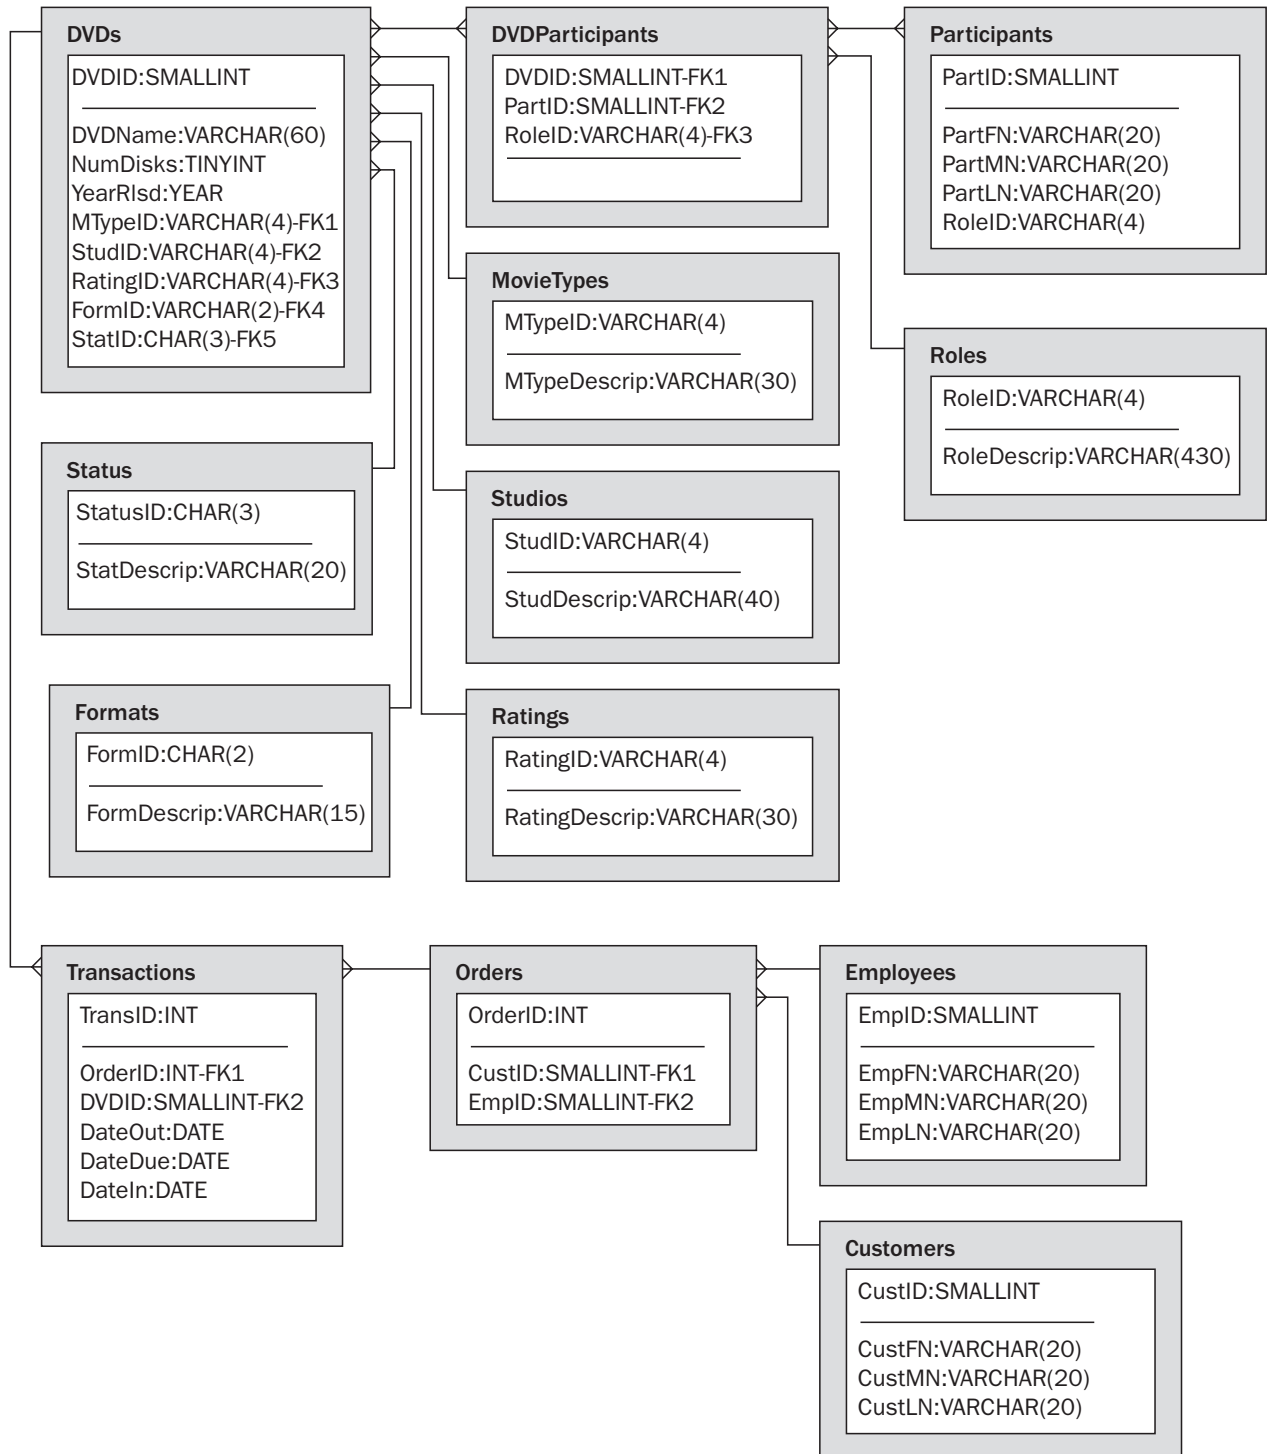 DVDs
DVDID:SMALLINT
DVDName:VARCHAR(60)
NumDisks:TINYINT
YearRlsd:YEAR
MTypeID:VARCHAR(4)-FK1
StudID:VARCHAR(4)-FK2
RatingID:VARCHAR(4)-FK3
FormID:VARCHAR(2)-FK4
StatID:CHAR(3)-FK5
DVDParticipants
DVDID:SMALLINT-FK1
PartID:SMALLINT-FK2
RoleID:VARCHAR(4)-FK3
Participants
PartID:SMALLINT
PartFN:VARCHAR(20)
PartMN:VARCHAR(20)
PartLN:VARCHAR(20)
RoleID:VARCHAR(4)
MovieTypes
MTypeID:VARCHAR(4)
MTypeDescrip:VARCHAR(30)
Roles
RoleID:VARCHAR(4)
RoleDescrip:VARCHAR(430)
Status
StatusID:CHAR(3)
StatDescrip:VARCHAR(20)
Studios
StudID:VARCHAR(4)
StudDescrip:VARCHAR(40)
Formats
FormID:CHAR(2)
FormDescrip:VARCHAR(15)
Ratings
RatingID:VARCHAR(4)
RatingDescrip:VARCHAR(30)
Transactions
TransID:INT
OrderID:INT-FK1
DVDID:SMALLINT-FK2
DateOut:DATE
DateDue:DATE
DateIn:DATE
Orders
OrderID:INT
CustID:SMALLINT-FK1
EmpID:SMALLINT-FK2
Employees
EmpID:SMALLINT
EmpFN:VARCHAR(20)
EmpMN:VARCHAR(20)
EmpLN:VARCHAR(20)
Customers
CustID:SMALLINT
CustFN:VARCHAR(20)
CustMN:VARCHAR(20)
CustLN:VARCHAR(20)